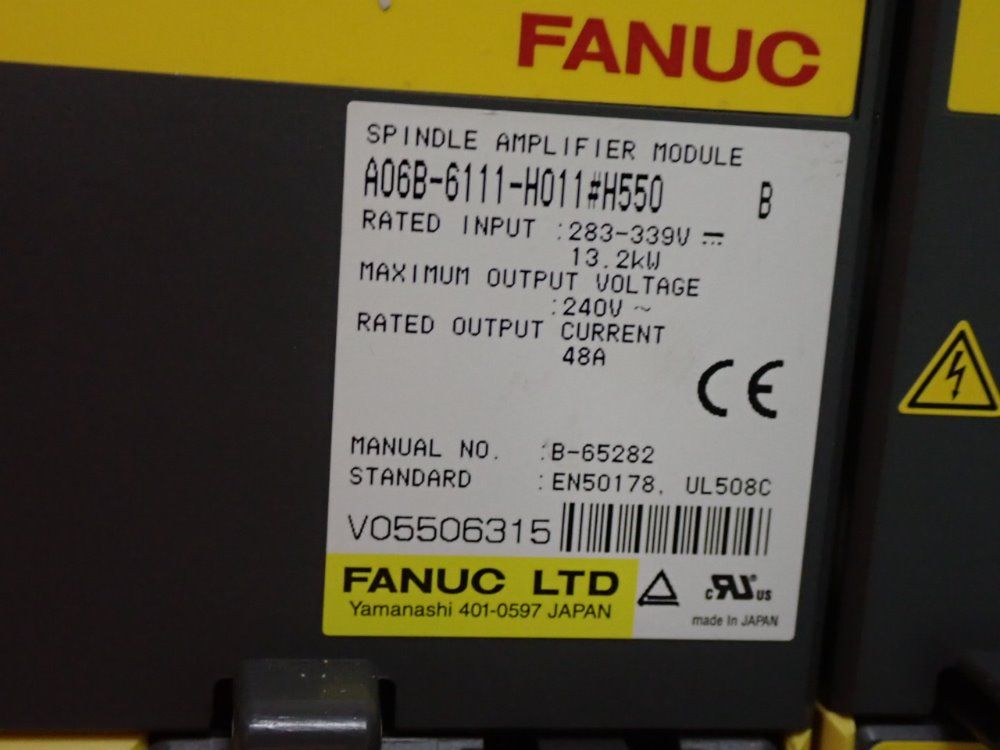 FANUC
SPINDLE AMPLIFIER MODULE
A06B-6111-H011#H550 B
RATED INPUT :283-339V ⎓
13.2kW
MAXIMUM OUTPUT VOLTAGE
:240V ~
RATED OUTPUT CURRENT
48A
CE
MANUAL NO. :B-65282
STANDARD :EN50178, UL508C
V05506315
FANUC LTD
Yamanashi 401-0597 JAPAN
c RU US
made In JAPAN